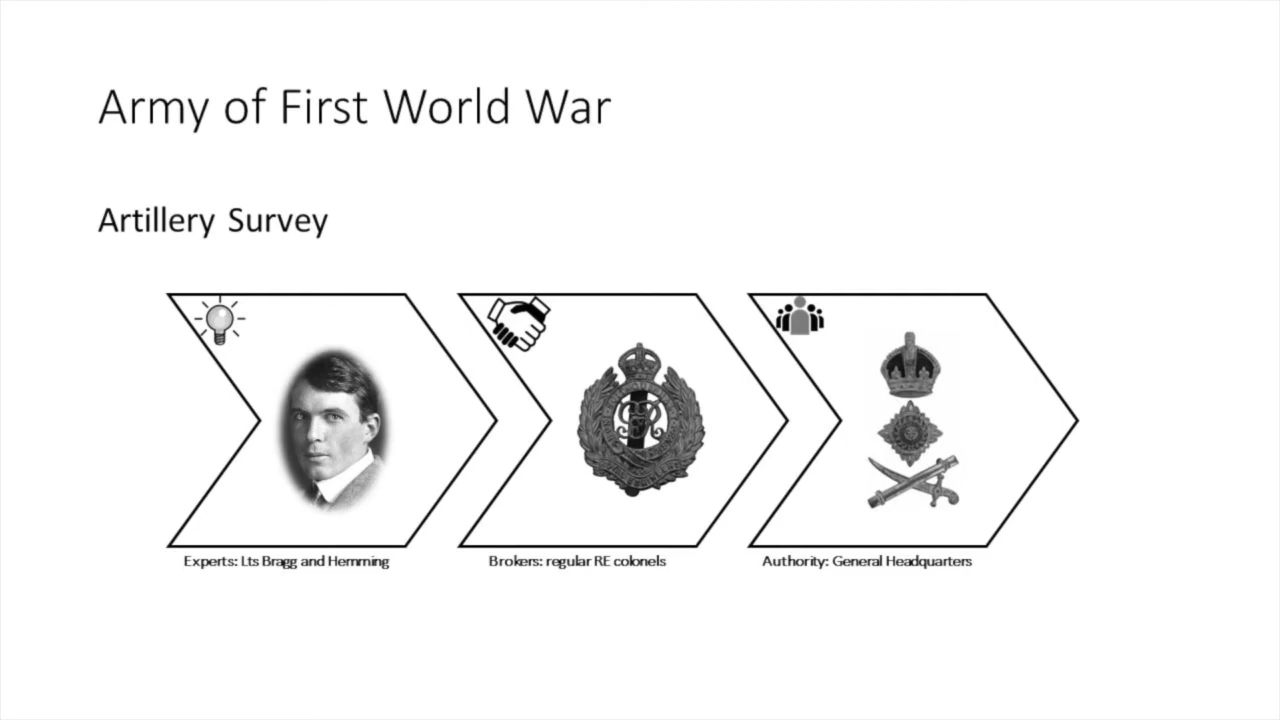 Army of First World War
Artillery Survey
Experts: Lts Bragg and Hemming
Brokers: regular RE colonels
Authority: General Headquarters